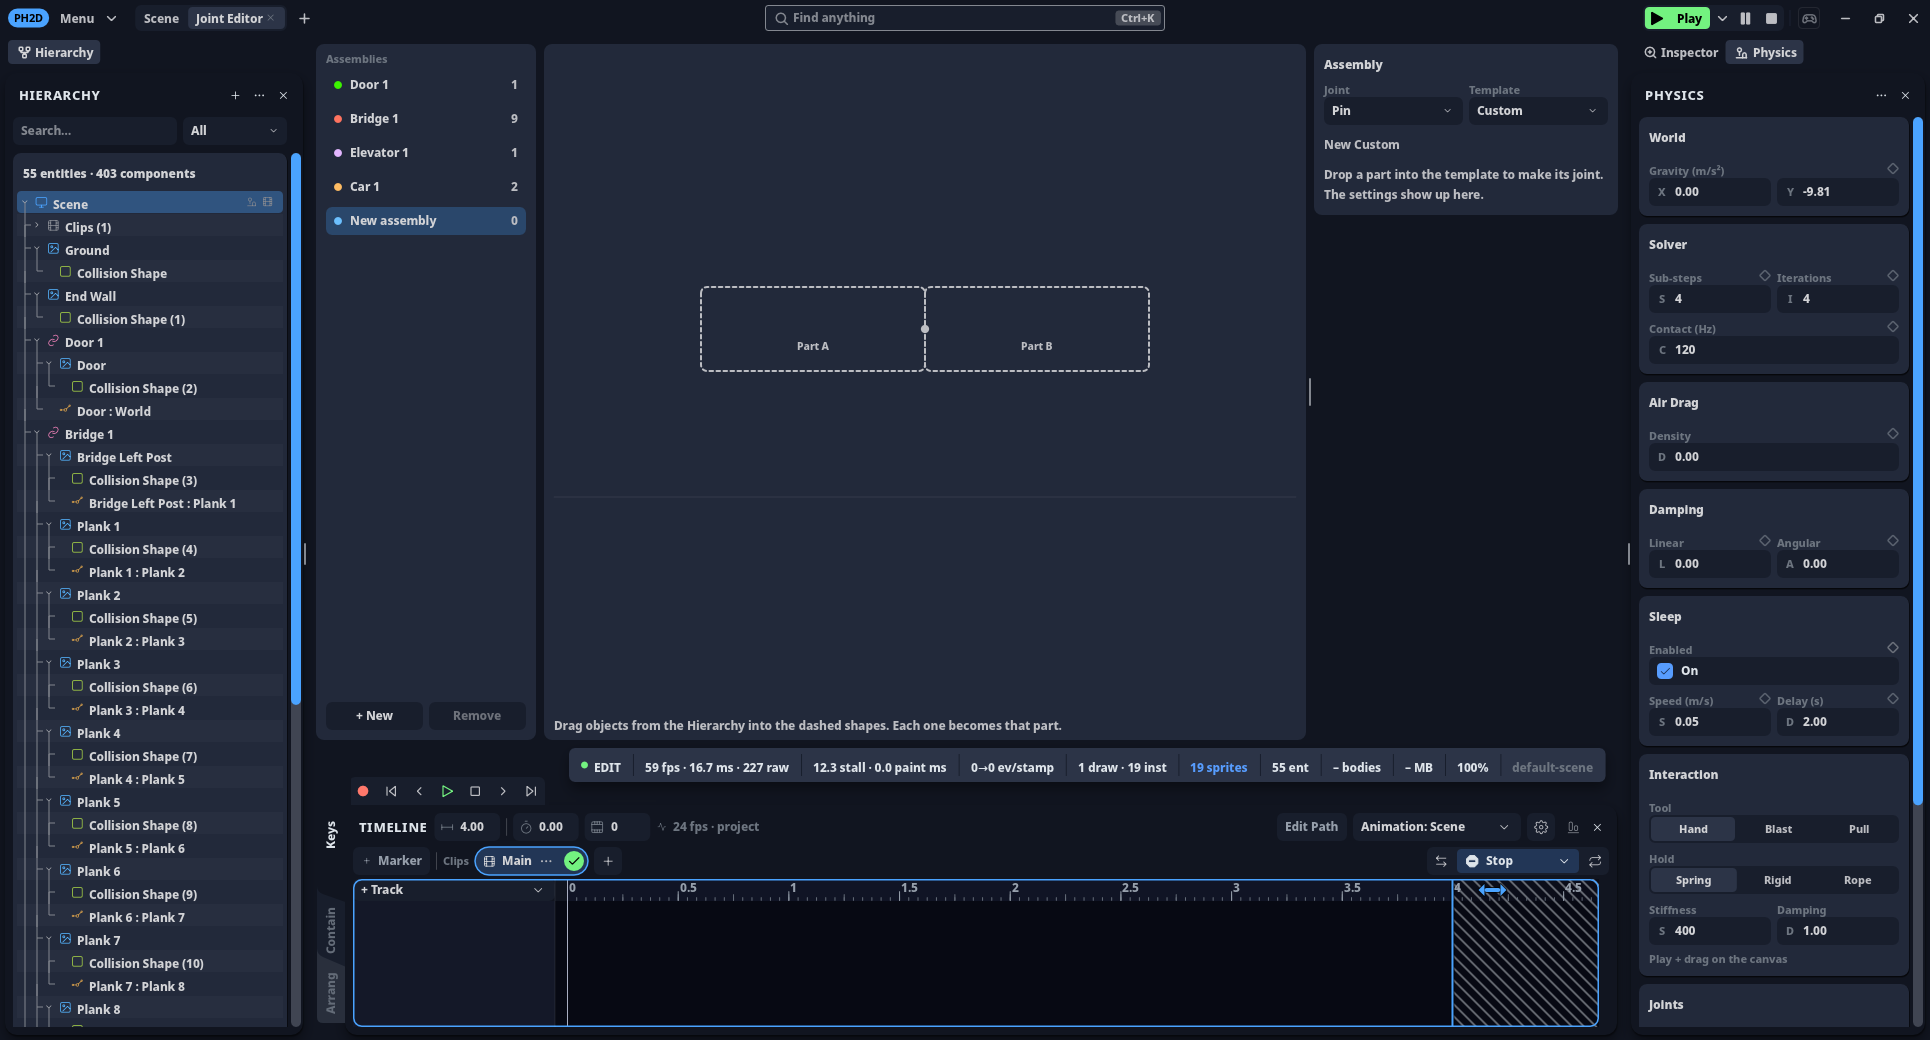 PH2D Menu Scene Joint Editor × + Find anything Ctrl+K Play
Hierarchy
HIERARCHY
Search...
All
55 entities · 403 components
Scene
Clips (1)
Ground
Collision Shape
End Wall
Collision Shape (1)
Door 1
Door
Collision Shape (2)
Door : World
Bridge 1
Bridge Left Post
Collision Shape (3)
Bridge Left Post : Plank 1
Plank 1
Collision Shape (4)
Plank 1 : Plank 2
Plank 2
Collision Shape (5)
Plank 2 : Plank 3
Plank 3
Collision Shape (6)
Plank 3 : Plank 4
Plank 4
Collision Shape (7)
Plank 4 : Plank 5
Plank 5
Collision Shape (8)
Plank 5 : Plank 6
Plank 6
Collision Shape (9)
Plank 6 : Plank 7
Plank 7
Collision Shape (10)
Plank 7 : Plank 8
Plank 8
Assemblies
Door 1 1
Bridge 1 9
Elevator 1 1
Car 1 2
New assembly 0
+ New Remove
Part A Part B
Drag objects from the Hierarchy into the dashed shapes. Each one becomes that part.
Assembly
Joint Template
Pin Custom
New Custom
Drop a part into the template to make its joint.
The settings show up here.
EDIT 59 fps · 16.7 ms · 227 raw 12.3 stall · 0.0 paint ms 0→0 ev/stamp 1 draw · 19 inst 19 sprites 55 ent – bodies – MB 100% default-scene
Keys
Contain
Arrang
TIMELINE 4.00 0.00 0 24 fps · project Edit Path Animation: Scene
+ Marker Clips Main ... + Stop
+ Track 0 0.5 1 1.5 2 2.5 3 3.5 4 4.5
Inspector Physics
PHYSICS
World
Gravity (m/s²)
X 0.00 Y -9.81
Solver
Sub-steps Iterations
S 4 I 4
Contact (Hz)
C 120
Air Drag
Density
D 0.00
Damping
Linear Angular
L 0.00 A 0.00
Sleep
Enabled
On
Speed (m/s) Delay (s)
S 0.05 D 2.00
Interaction
Tool
Hand Blast Pull
Hold
Spring Rigid Rope
Stiffness Damping
S 400 D 1.00
Play + drag on the canvas
Joints